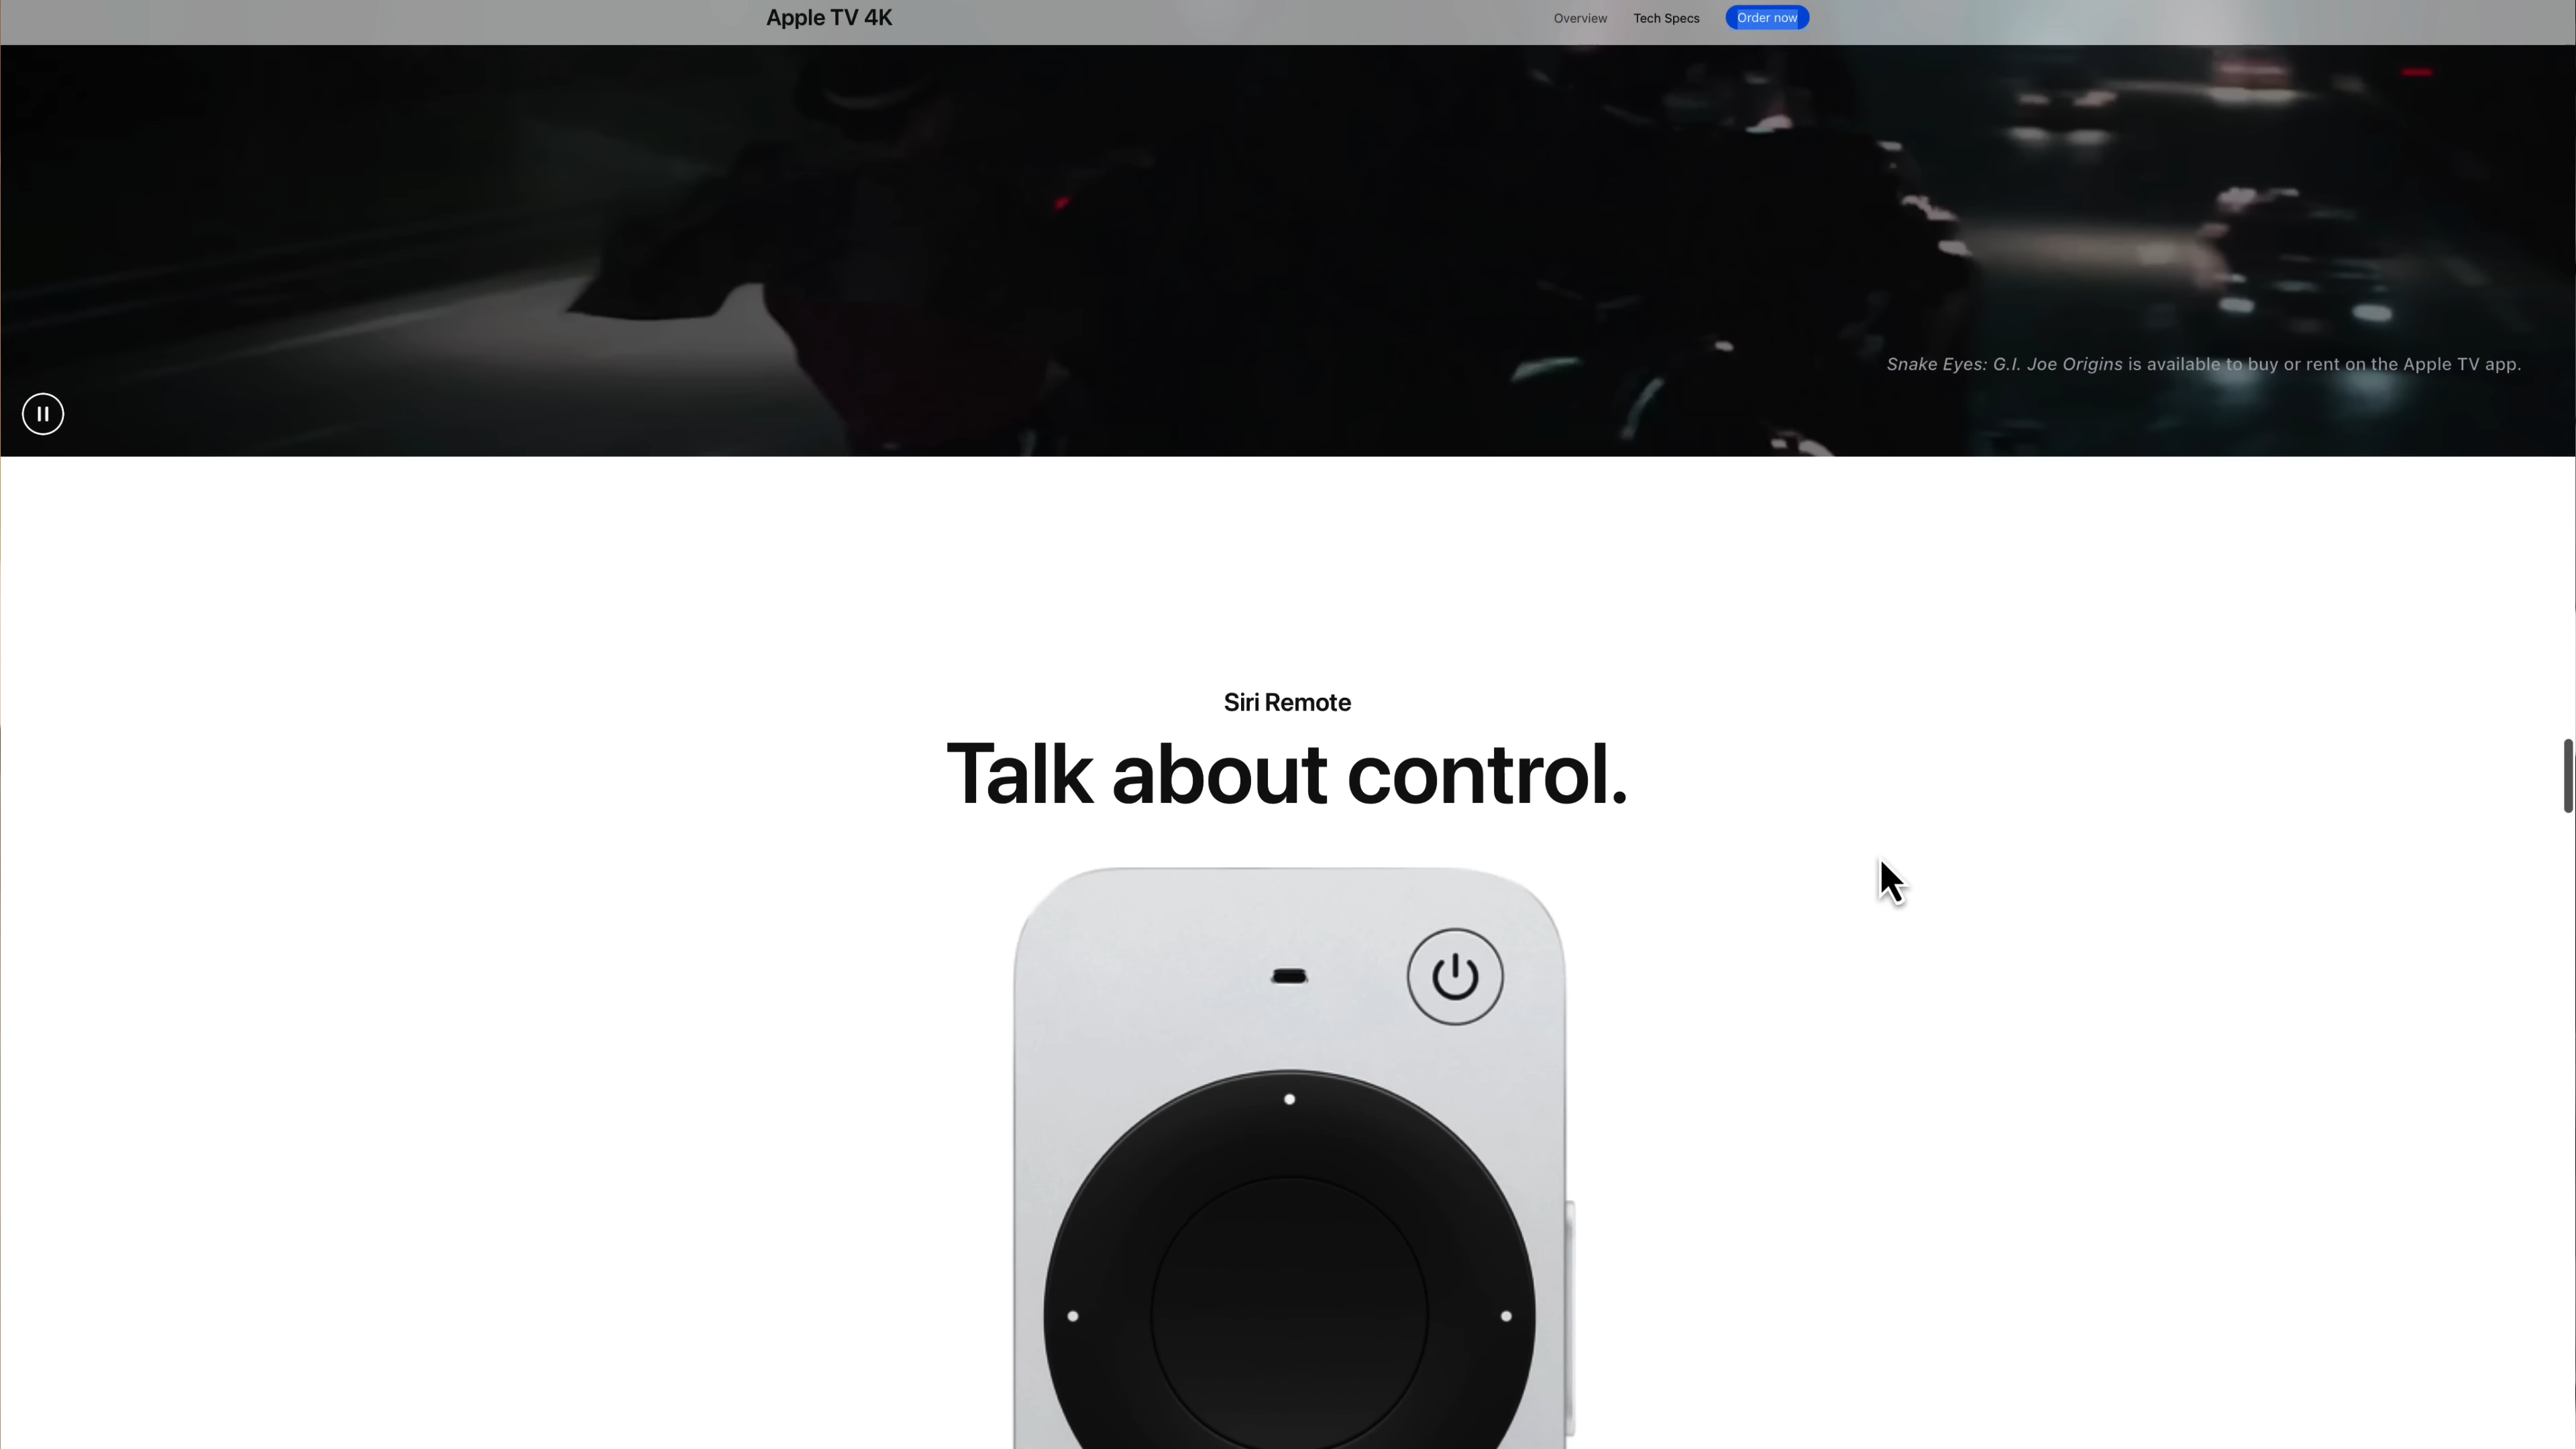 Apple TV 4K
Overview Tech Specs Order now
Snake Eyes: G.I. Joe Origins is available to buy or rent on the Apple TV app.
Siri Remote
Talk about control.